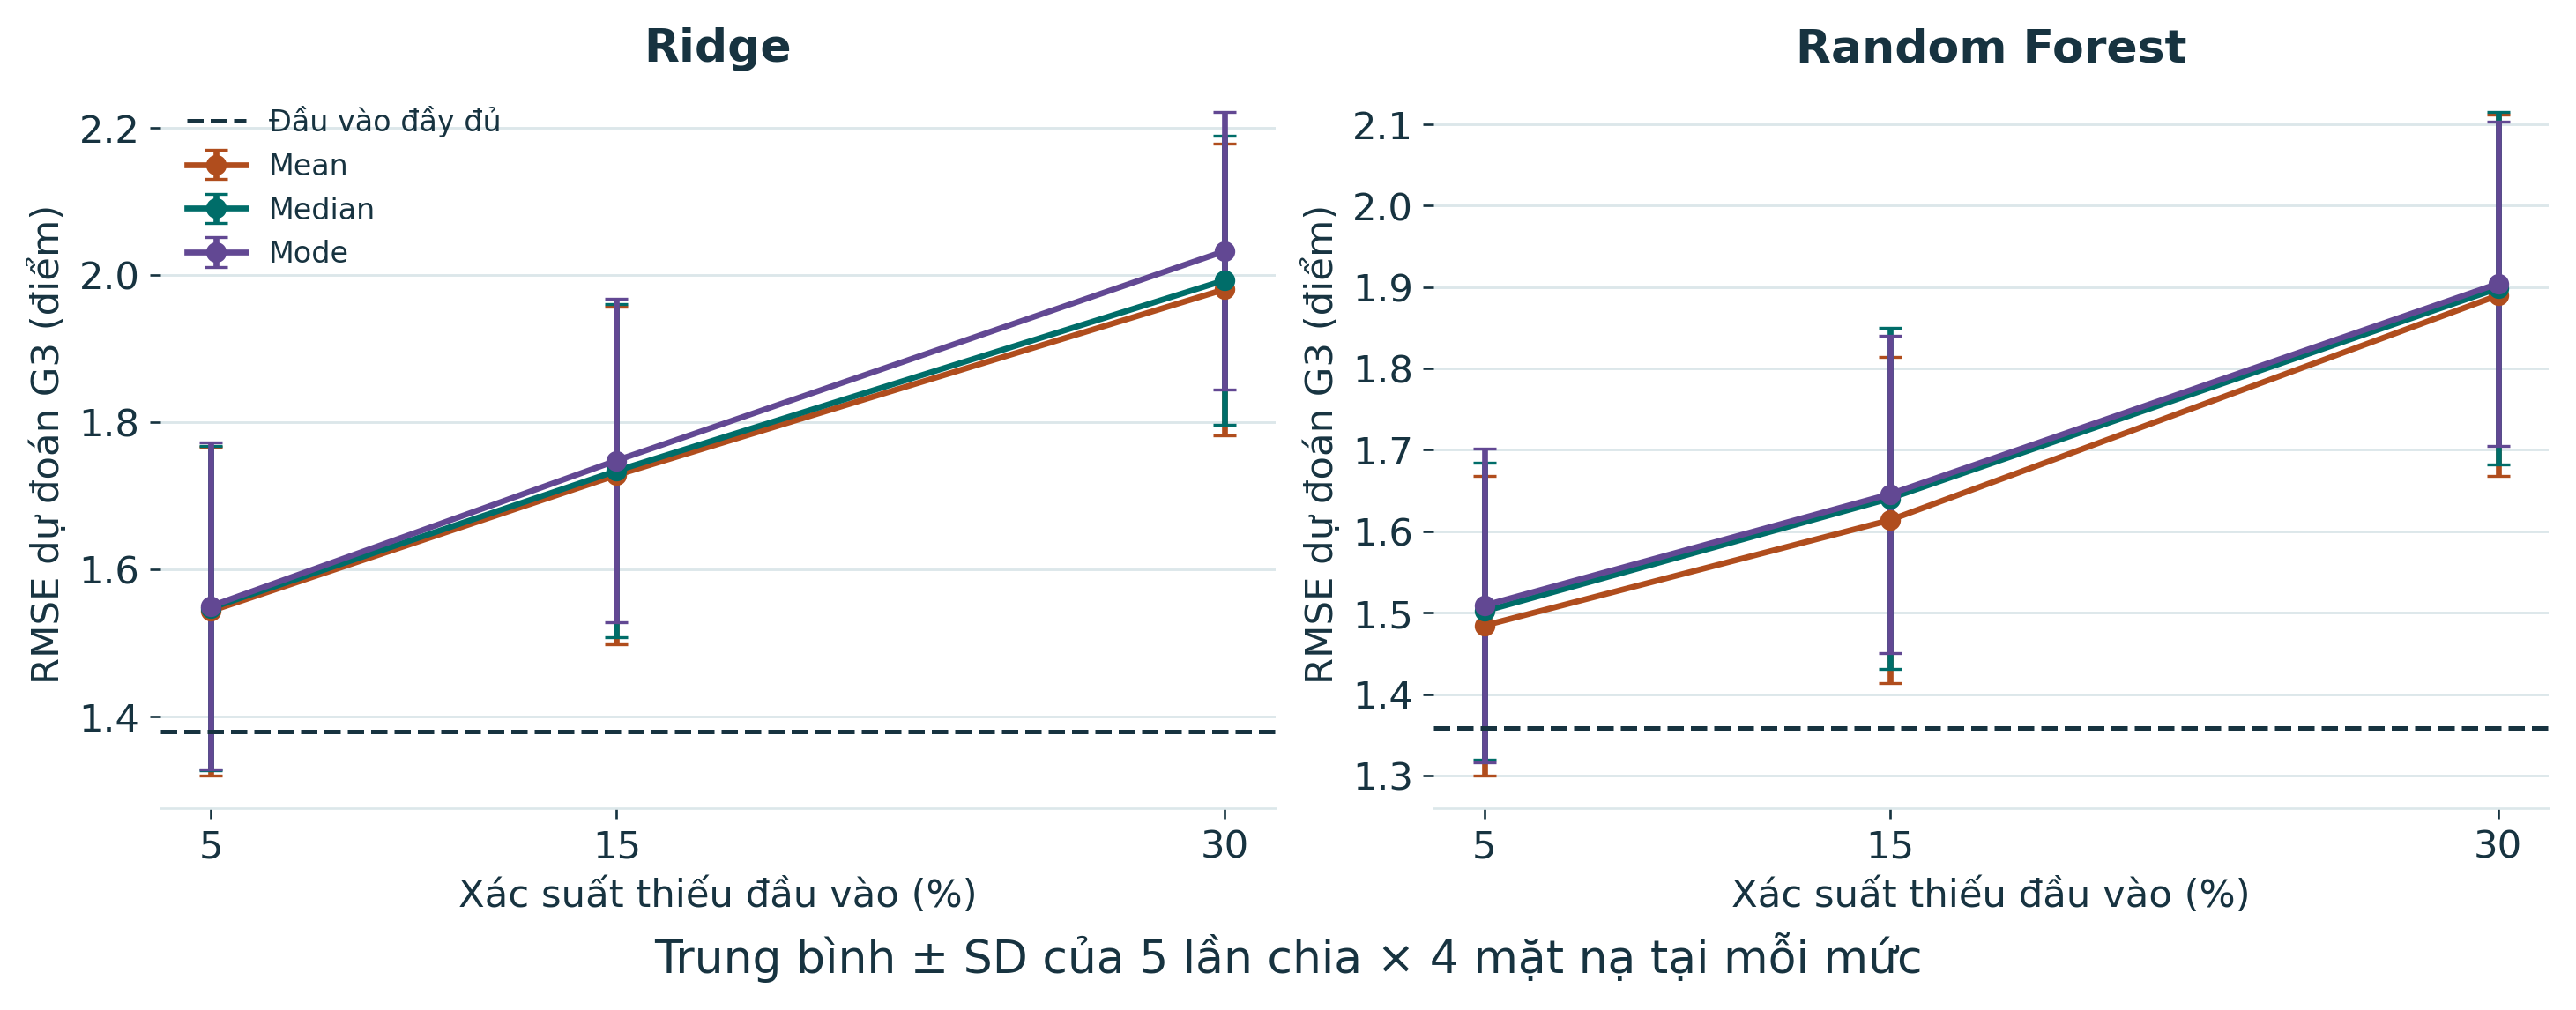 Ridge
Đầu vào đầy đủ
Mean
Median
Mode
2.2
2.0
1.8
1.6
1.4
RMSE dự đoán G3 (điểm)
5
15
30
Xác suất thiếu đầu vào (%)
Random Forest
2.1
2.0
1.9
1.8
1.7
1.6
1.5
1.4
1.3
RMSE dự đoán G3 (điểm)
5
15
30
Xác suất thiếu đầu vào (%)
Trung bình ± SD của 5 lần chia × 4 mặt nạ tại mỗi mức